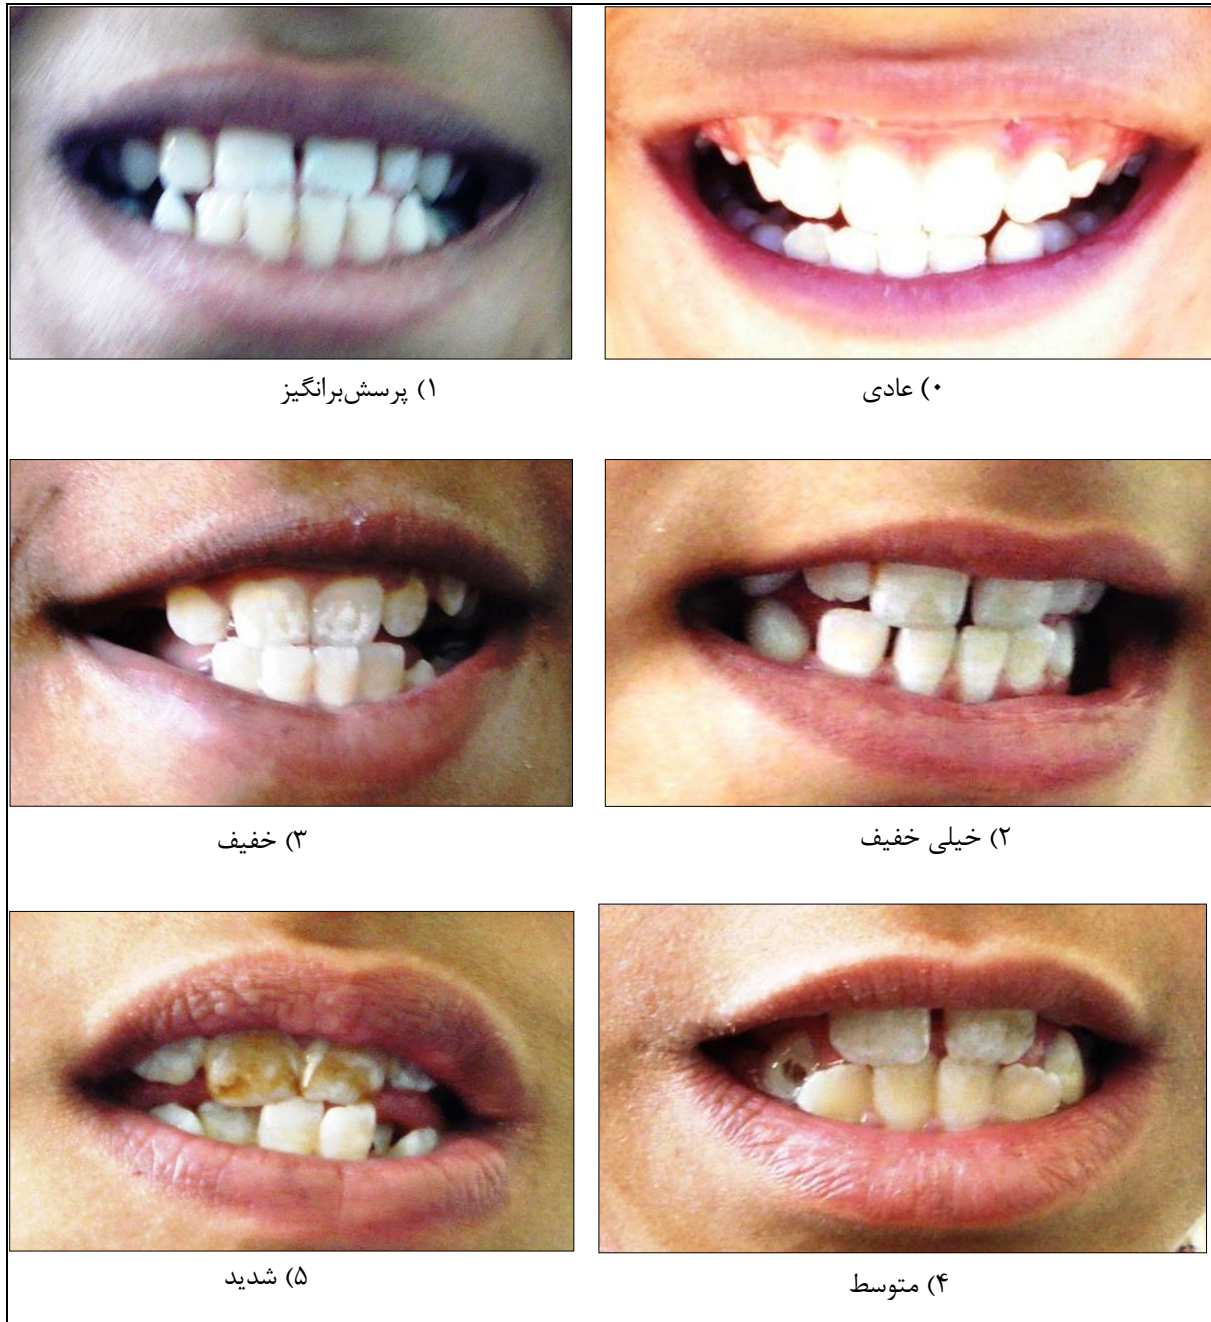 ۰) عادی
۱) پرسش‌برانگیز
۲) خیلی خفیف
۳) خفیف
۴) متوسط
۵) شدید